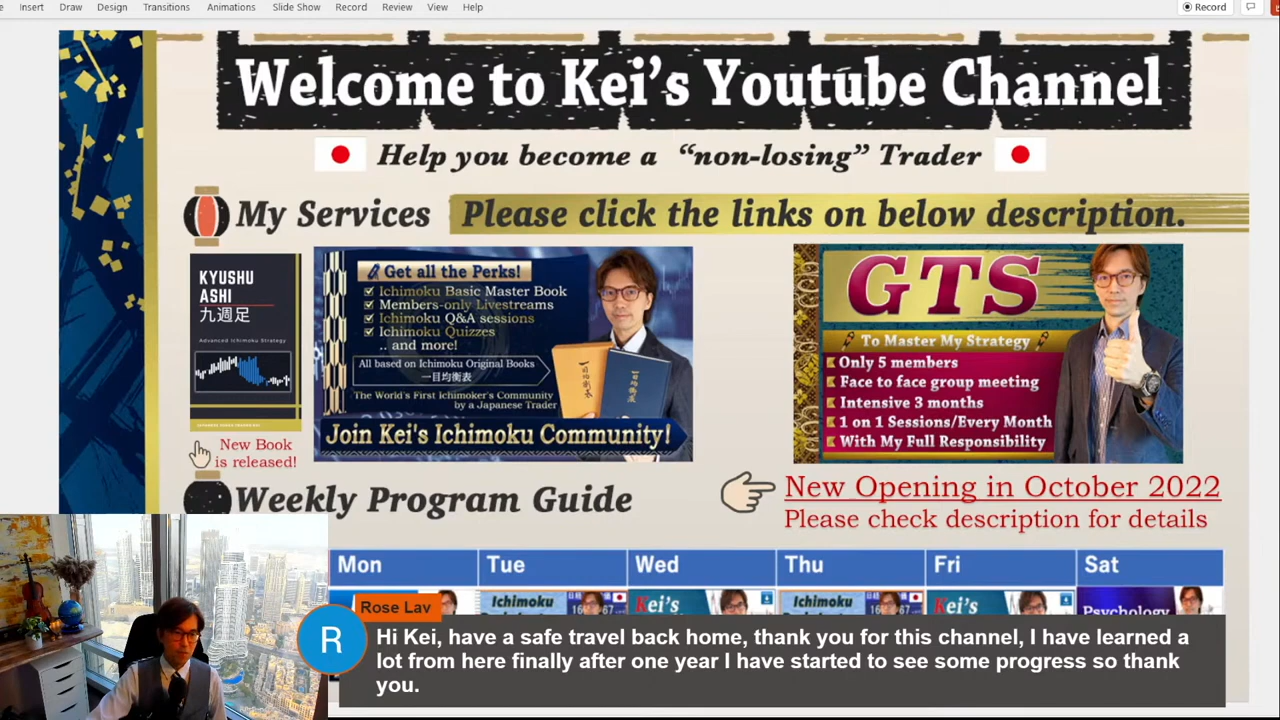 Insert Draw Design Transitions Animations Slide Show Record Review View Help Record
Welcome to Kei's Youtube Channel
Help you become a “non-losing” Trader
My Services Please click the links on below description.
KYUSHU
ASHI
九週足
Advanced Ichimoku Strategy
New Book
is released!
Get all the Perks!
Ichimoku Basic Master Book
Members-only Livestreams
Ichimoku Q&A sessions
Ichimoku Quizzes
.. and more!
All based on Ichimoku Original Books
一目均衡表
The World's First Ichimoker's Community
by a Japanese Trader
Join Kei's Ichimoku Community!
GTS
To Master My Strategy
Only 5 members
Face to face group meeting
Intensive 3 months
1 on 1 Sessions/Every Month
With My Full Responsibility
New Opening in October 2022
Please check description for details
Weekly Program Guide
Mon Tue Wed Thu Fri Sat
Ichimoku Kei's Ichimoku Kei's Psychology
Rose Lav
R
Hi Kei, have a safe travel back home, thank you for this channel, I have learned a
lot from here finally after one year I have started to see some progress so thank
you.